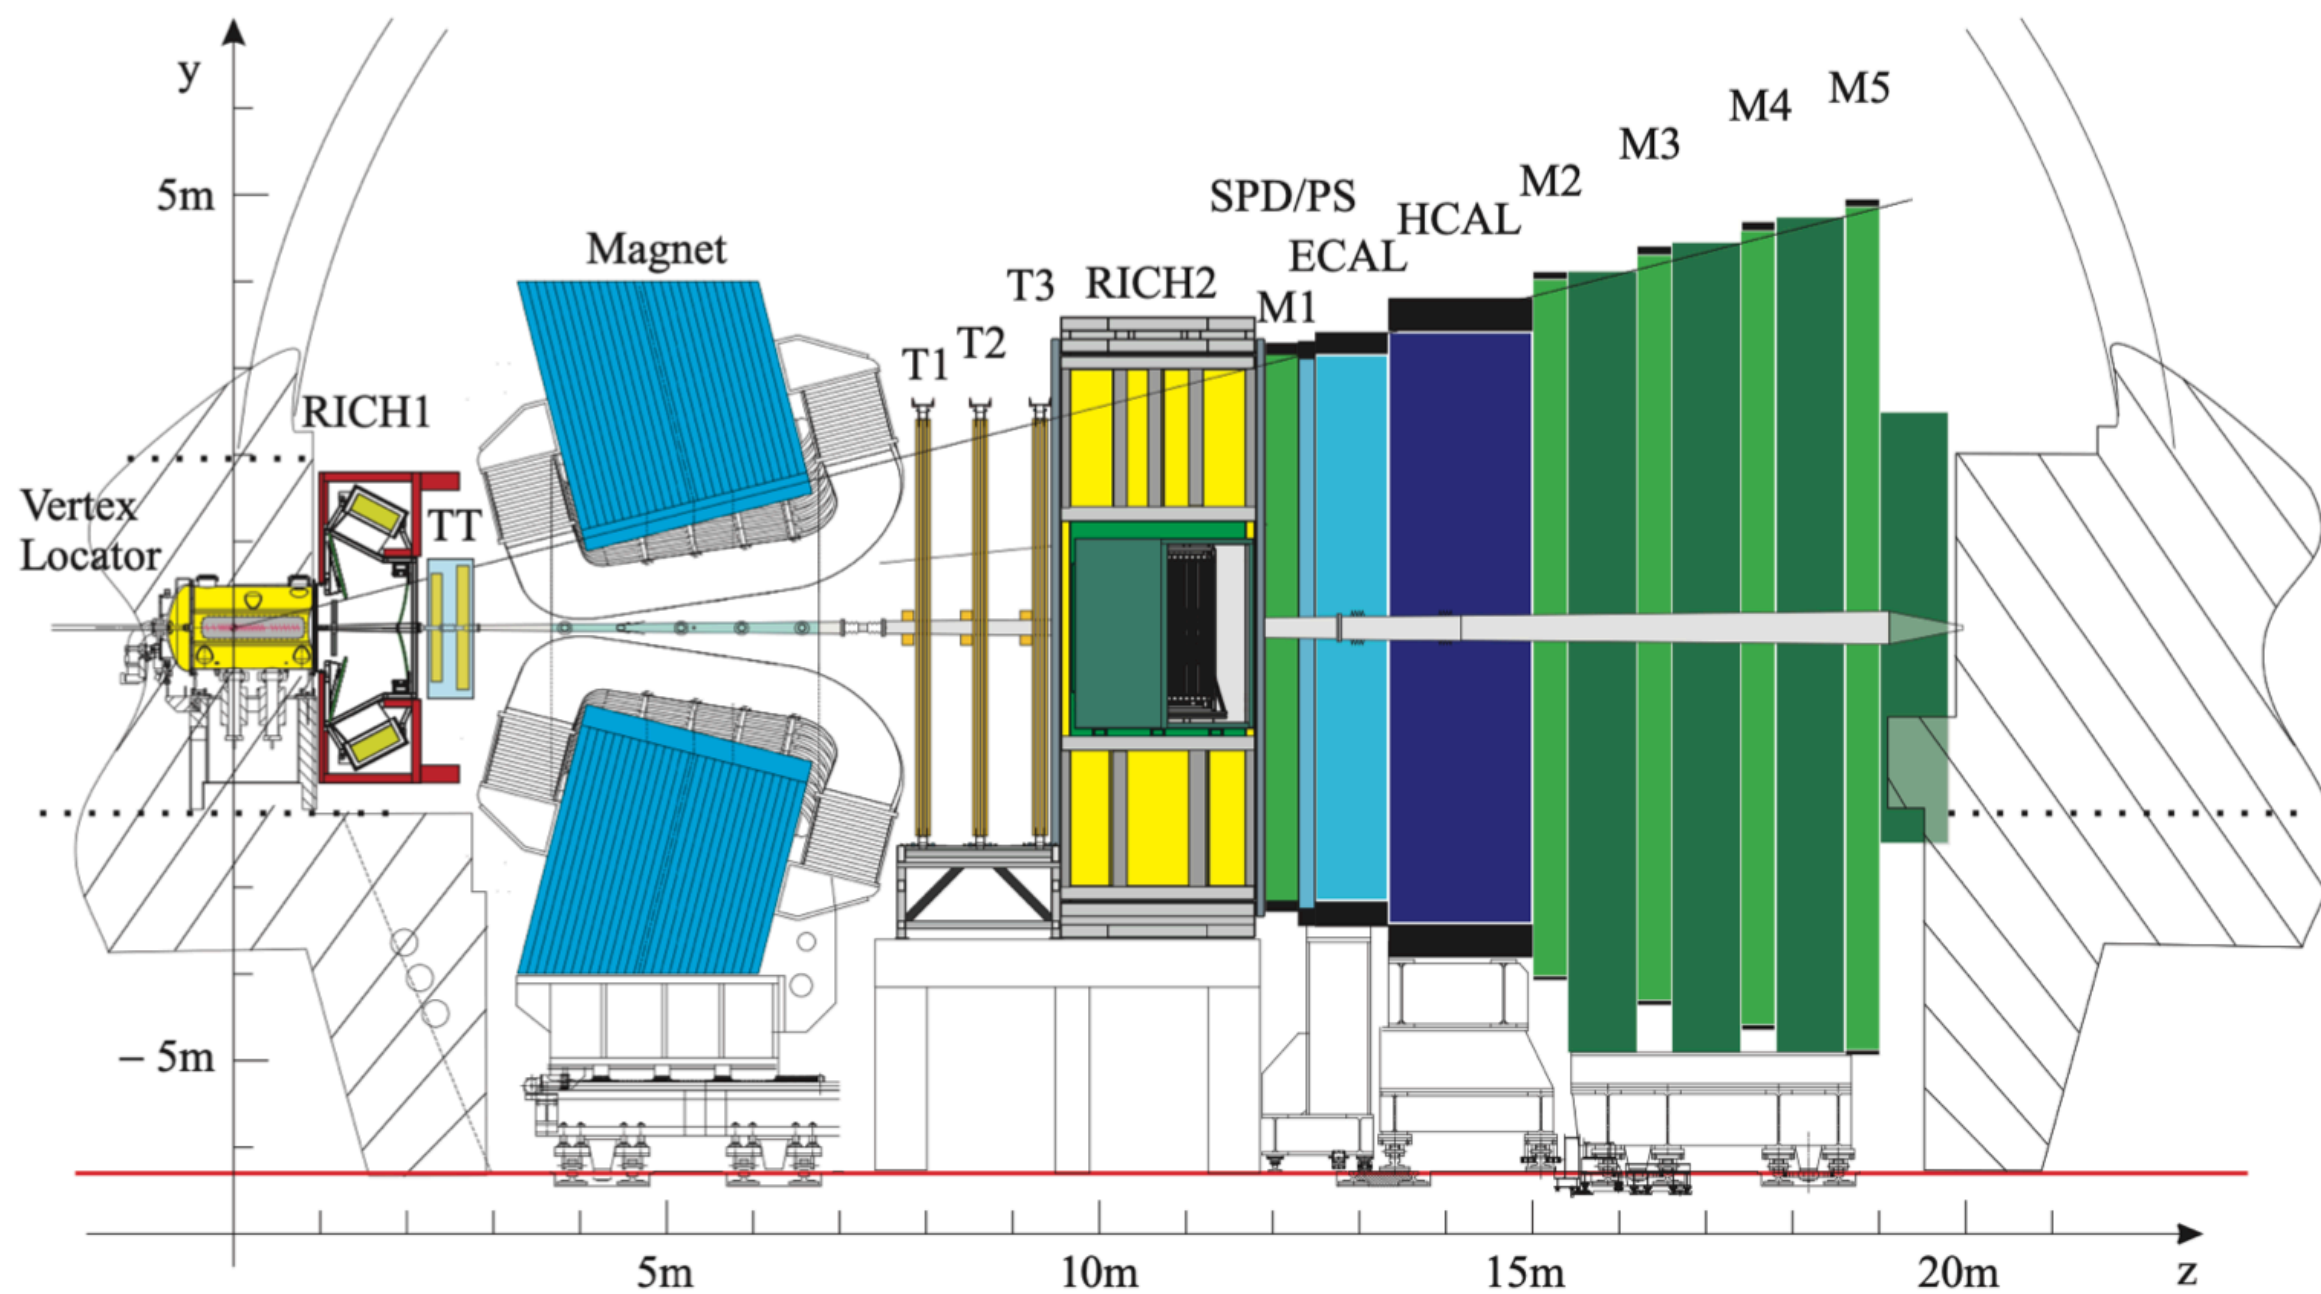 y
M5
M4
M3
M2
5m
SPD/PS
HCAL
Magnet
ECAL
T3
RICH2
M1
T2
T1
RICH1
Vertex
Locator
TT
− 5m
5m
10m
15m
20m
z